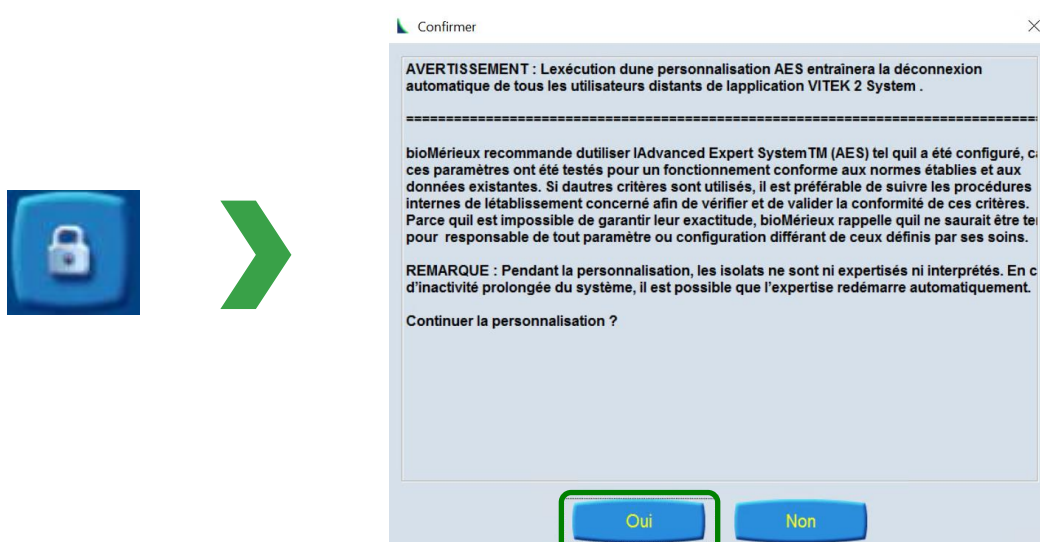 Confirmer
AVERTISSEMENT : Lexécution dune personnalisation AES entraînera la déconnexion
automatique de tous les utilisateurs distants de lapplication VITEK 2 System .
================================================================================
bioMérieux recommande dutiliser lAdvanced Expert SystemTM (AES) tel quil a été configuré,
ces paramètres ont été testés pour un fonctionnement conforme aux normes établies et aux
données existantes. Si dautres critères sont utilisés, il est préférable de suivre les procédures
internes de létablissement concerné afin de vérifier et de valider la conformité de ces critères.
Parce quil est impossible de garantir leur exactitude, bioMérieux rappelle quil ne saurait être
pour responsable de tout paramètre ou configuration différant de ceux définis par ses soins.
REMARQUE : Pendant la personnalisation, les isolats ne sont ni expertisés ni interprétés. En
d’inactivité prolongée du système, il est possible que l’expertise redémarre automatiquement.
Continuer la personnalisation ?
Oui
Non